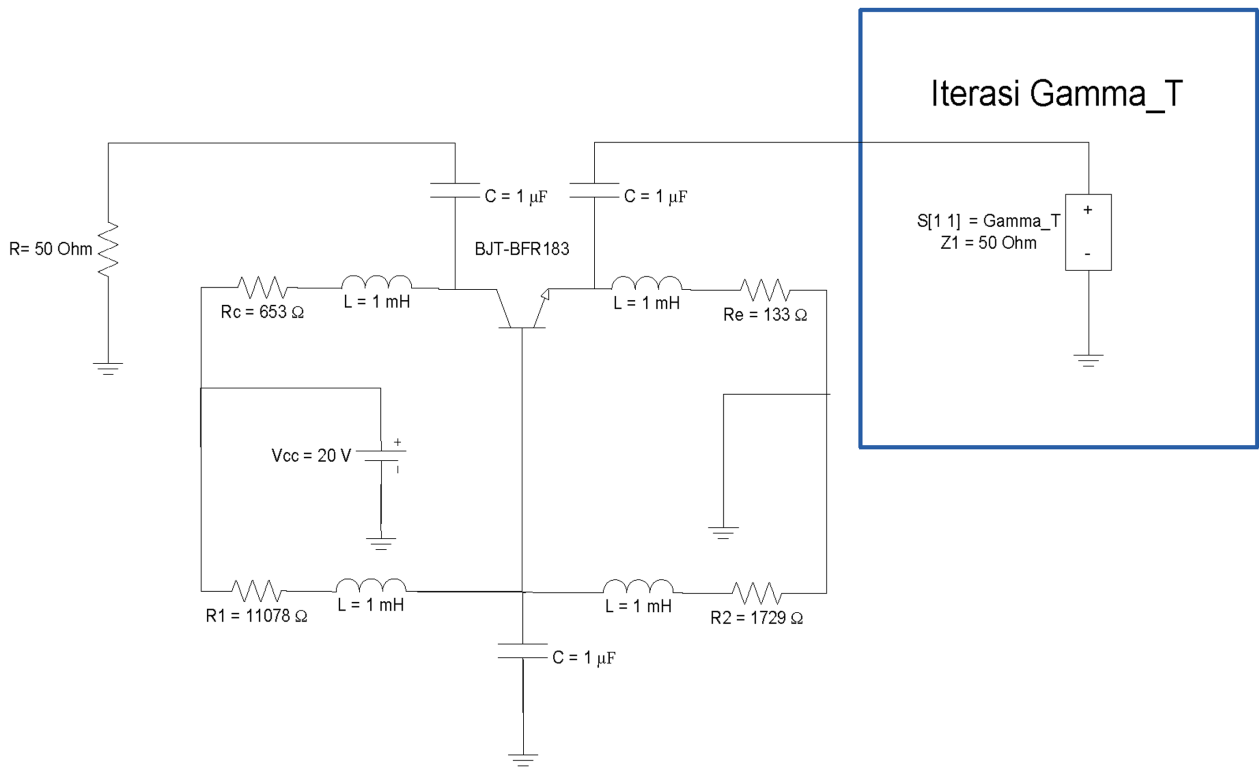 Iterasi Gamma_T
C = 1 µF
C = 1 µF
S[1 1] = Gamma_T
Z1 = 50 Ohm
+
-
R= 50 Ohm
BJT-BFR183
L = 1 mH
Rc = 653 Ω
L = 1 mH
Re = 133 Ω
Vcc = 20 V
+
R1 = 11078 Ω
L = 1 mH
L = 1 mH
R2 = 1729 Ω
C = 1 µF